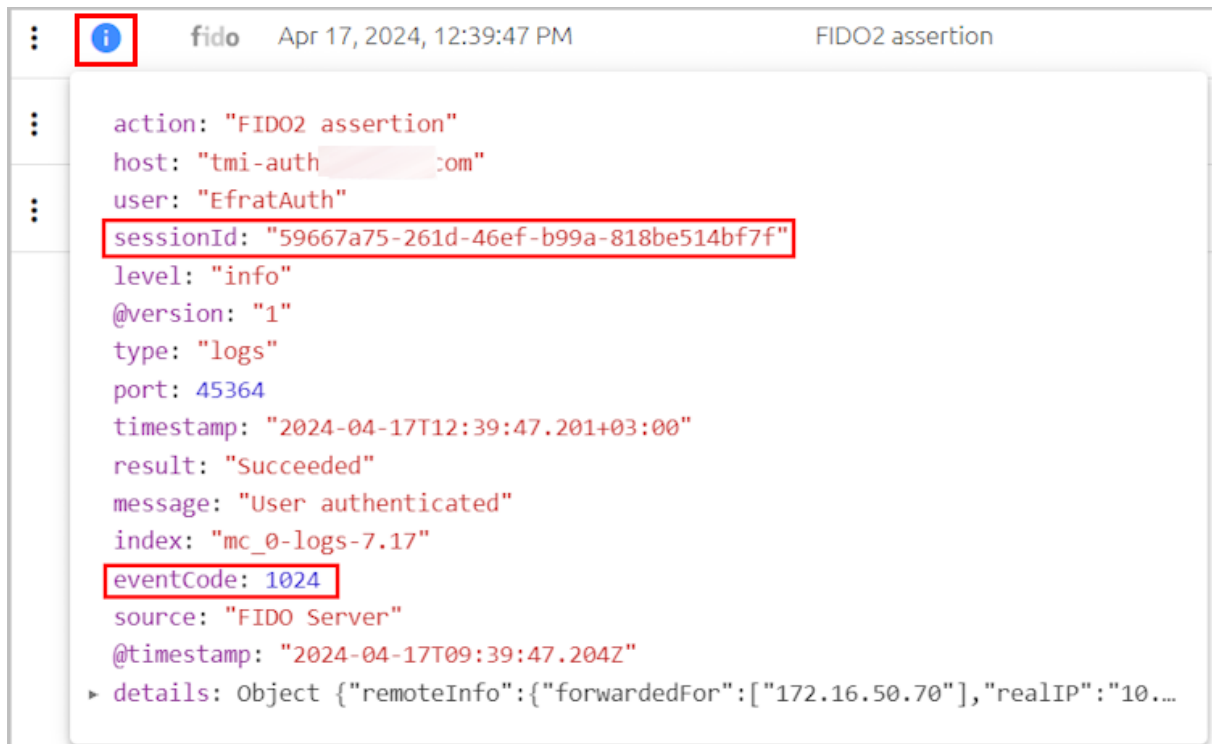 fido Apr 17, 2024, 12:39:47 PM FIDO2 assertion
action: "FIDO2 assertion"
host: "tmi-auth com"
user: "EfratAuth"
sessionId: "59667a75-261d-46ef-b99a-818be514bf7f"
level: "info"
@version: "1"
type: "logs"
port: 45364
timestamp: "2024-04-17T12:39:47.201+03:00"
result: "Succeeded"
message: "User authenticated"
index: "mc_0-logs-7.17"
eventCode: 1024
source: "FIDO Server"
@timestamp: "2024-04-17T09:39:47.204Z"
details: Object {"remoteInfo":{"forwardedFor":["172.16.50.70"],"realIP":"10.…